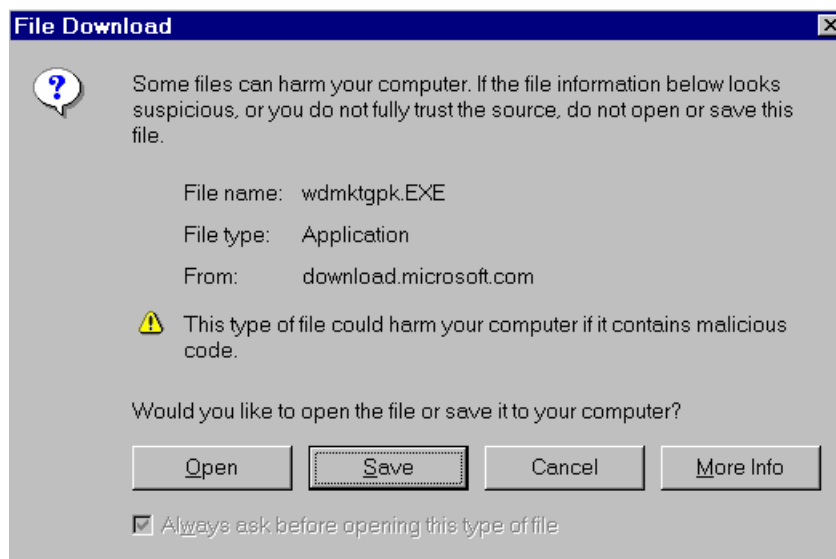 File Download
Some files can harm your computer. If the file information below looks
suspicious, or you do not fully trust the source, do not open or save this
file.
File name: wdmktgpk.EXE
File type: Application
From: download.microsoft.com
This type of file could harm your computer if it contains malicious
code.
Would you like to open the file or save it to your computer?
Open Save Cancel More Info
Always ask before opening this type of file